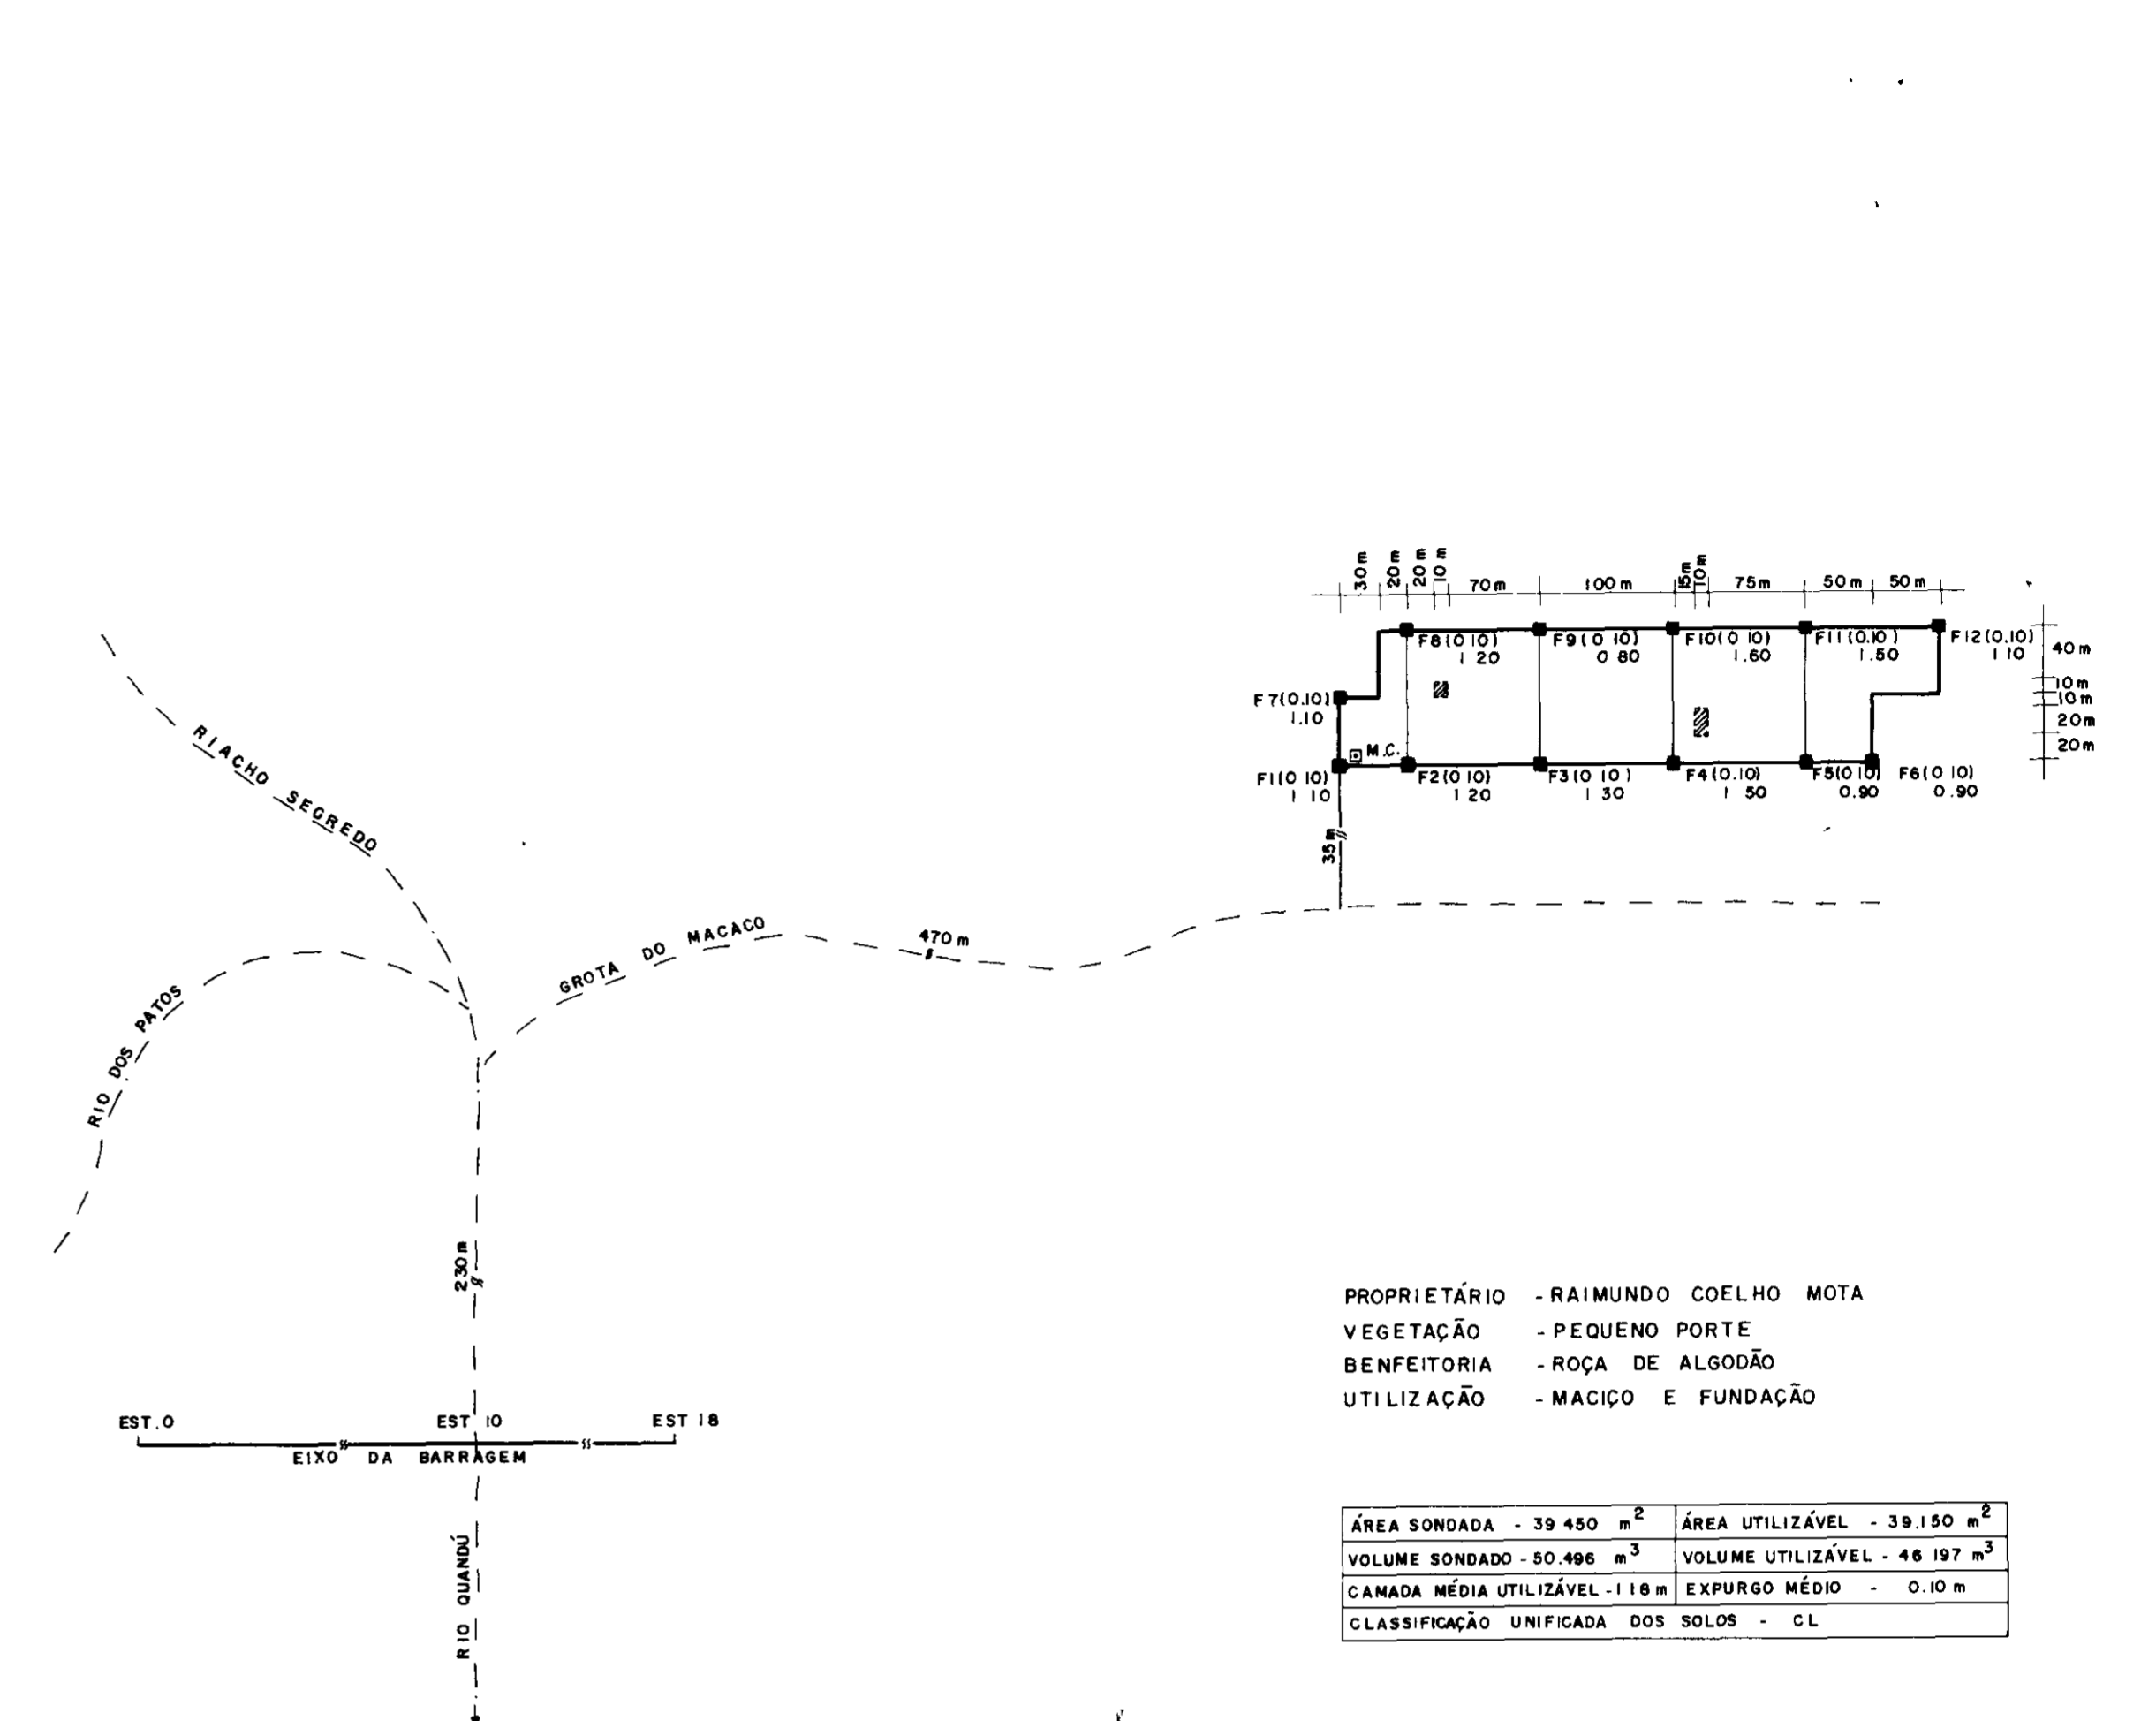 30m 20m 20m 10m 70m 100m 15m 10m 75m 50m 50m
F8(0 10) F9(0 10) F10(0 10) F11(0.10) F12(0.10)
1 20 0 80 1.60 1.50 1 10
40m
10m
10m
20m
20m
F7(0.10)
1.10
M.C.
F1(0 10) F2(0 10) F3(0 10) F4(0.10) F5(0 10) F6(0 10)
1 10 1 20 1 30 1 50 0.90 0.90
35m
RIACHO SEGREDO
GROTA DO MACACO
470m
RIO DOS PATOS
230m
EST.0 EST 10 EST 18
EIXO DA BARRAGEM
RIO QUANDÚ
PROPRIETÁRIO - RAIMUNDO COELHO MOTA
VEGETAÇÃO - PEQUENO PORTE
BENFEITORIA - ROÇA DE ALGODÃO
UTILIZAÇÃO - MACIÇO E FUNDAÇÃO
ÁREA SONDADA - 39 450 m² ÁREA UTILIZÁVEL - 39.150 m²
VOLUME SONDADO - 50.496 m³ VOLUME UTILIZÁVEL - 46 197 m³
CAMADA MÉDIA UTILIZÁVEL - 1 18 m EXPURGO MÉDIO - 0.10 m
CLASSIFICAÇÃO UNIFICADA DOS SOLOS - CL